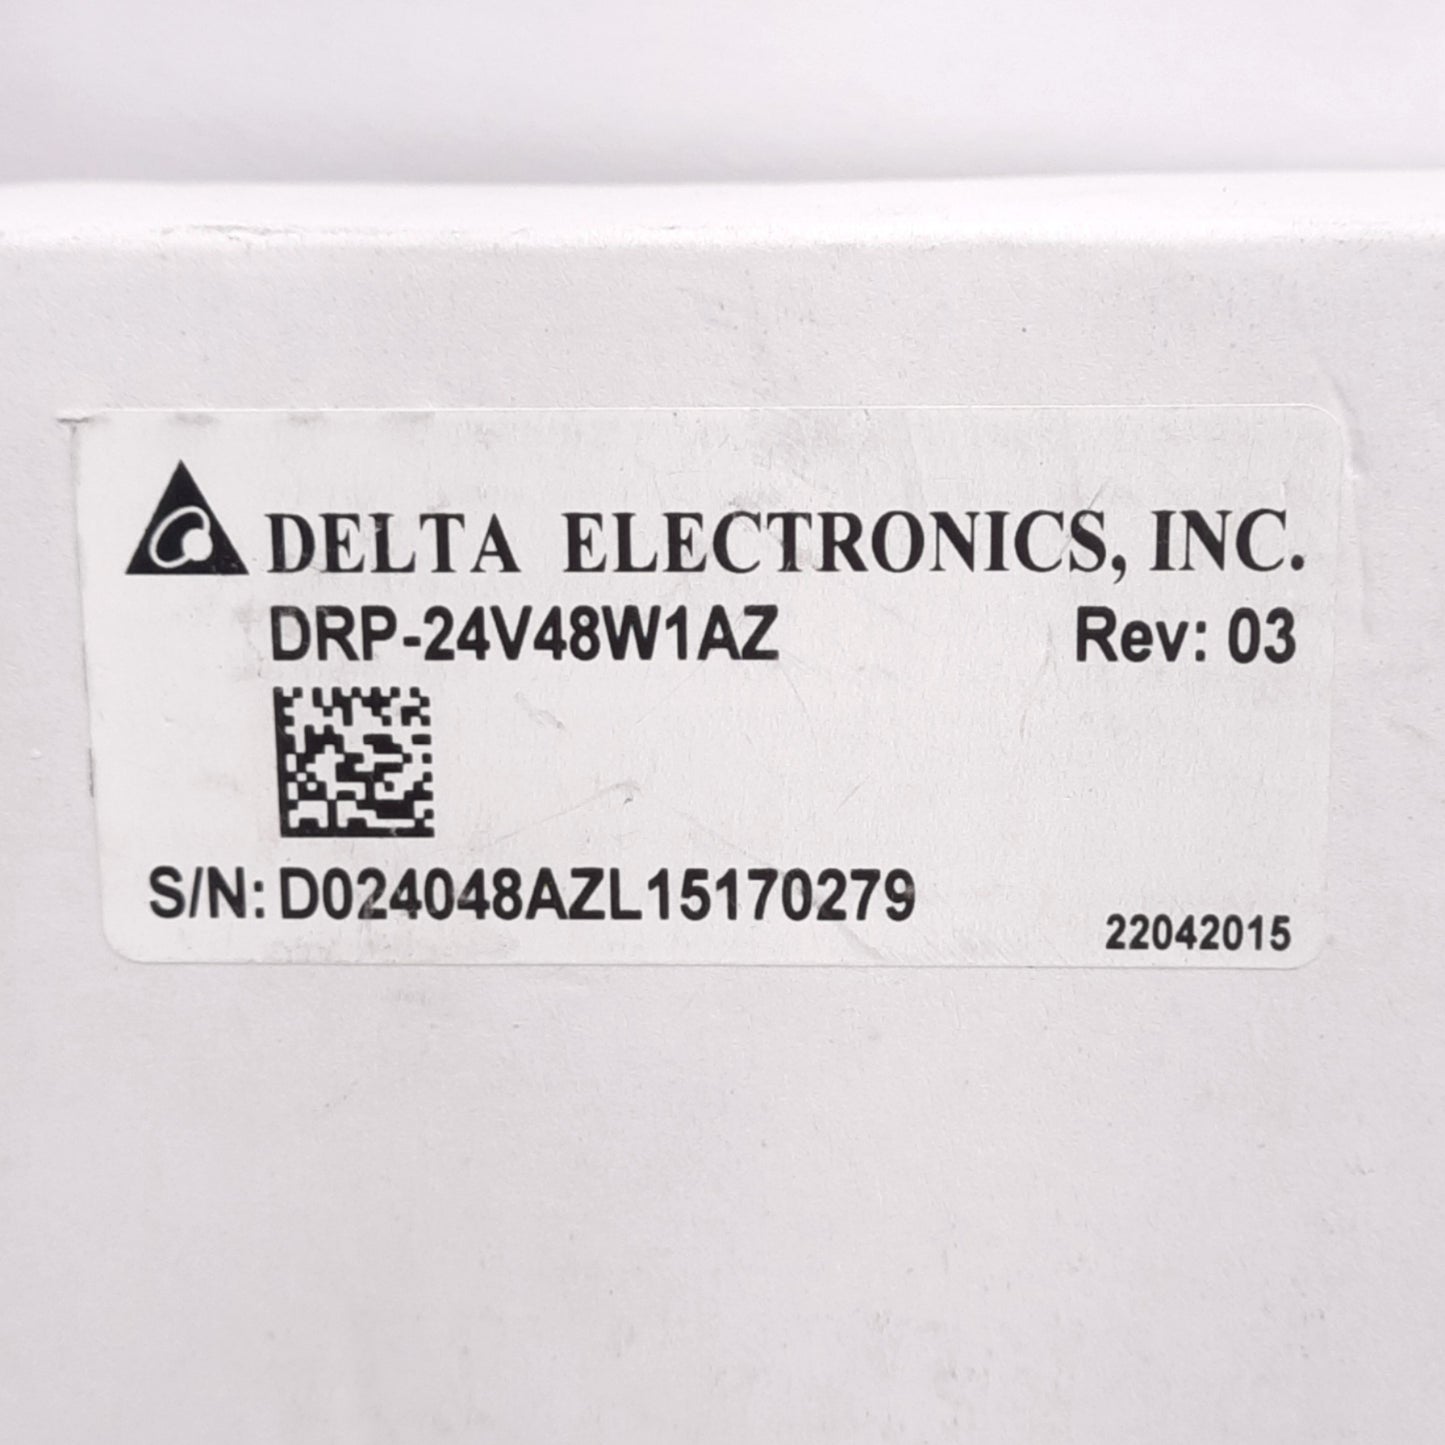 DELTA ELECTRONICS, INC.
DRP-24V48W1AZ Rev: 03
S/N: D024048AZL15170279
22042015